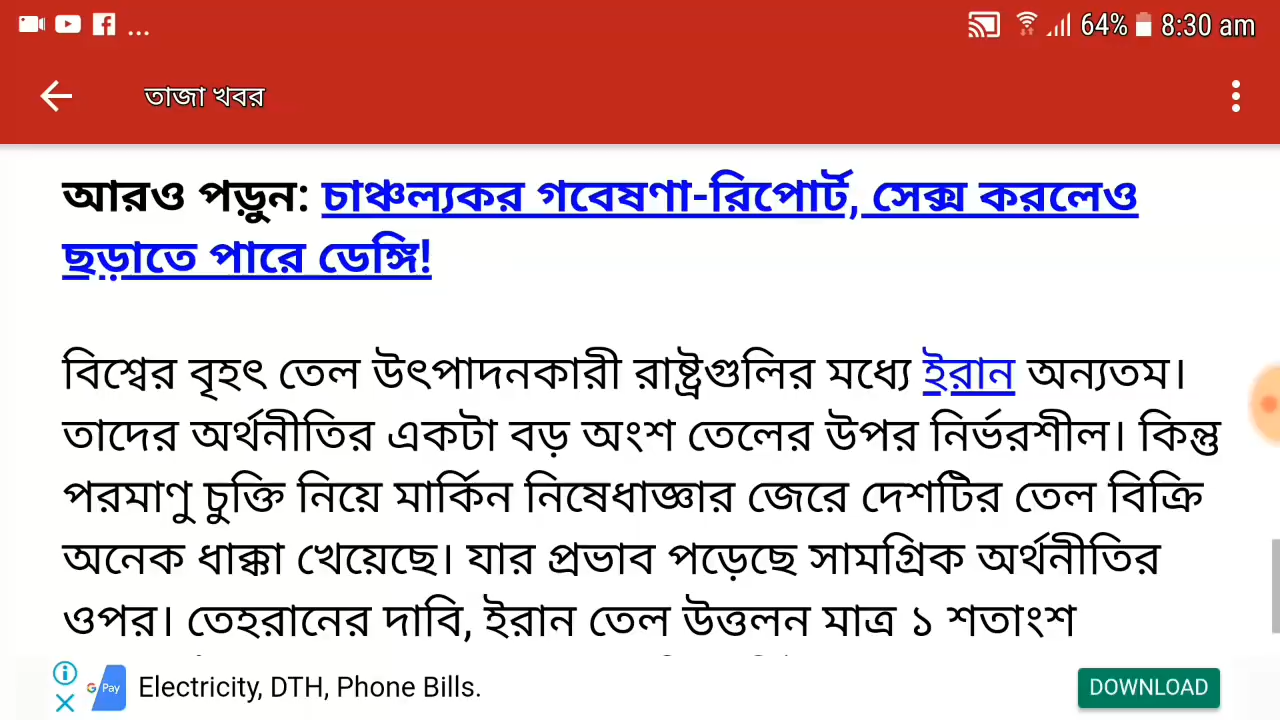 ...
64% 8:30 am
তাজা খবর
আরও পড়ুন: চাঞ্চল্যকর গবেষণা-রিপোর্ট, সেক্স করলেও
ছড়াতে পারে ডেঙ্গি!
বিশ্বের বৃহৎ তেল উৎপাদনকারী রাষ্ট্রগুলির মধ্যে ইরান অন্যতম।
তাদের অর্থনীতির একটা বড় অংশ তেলের উপর নির্ভরশীল। কিন্তু
পরমাণু চুক্তি নিয়ে মার্কিন নিষেধাজ্ঞার জেরে দেশটির তেল বিক্রি
অনেক ধাক্কা খেয়েছে। যার প্রভাব পড়েছে সামগ্রিক অর্থনীতির
ওপর। তেহরানের দাবি, ইরান তেল উত্তলন মাত্র ১ শতাংশ
G Pay Electricity, DTH, Phone Bills.
DOWNLOAD